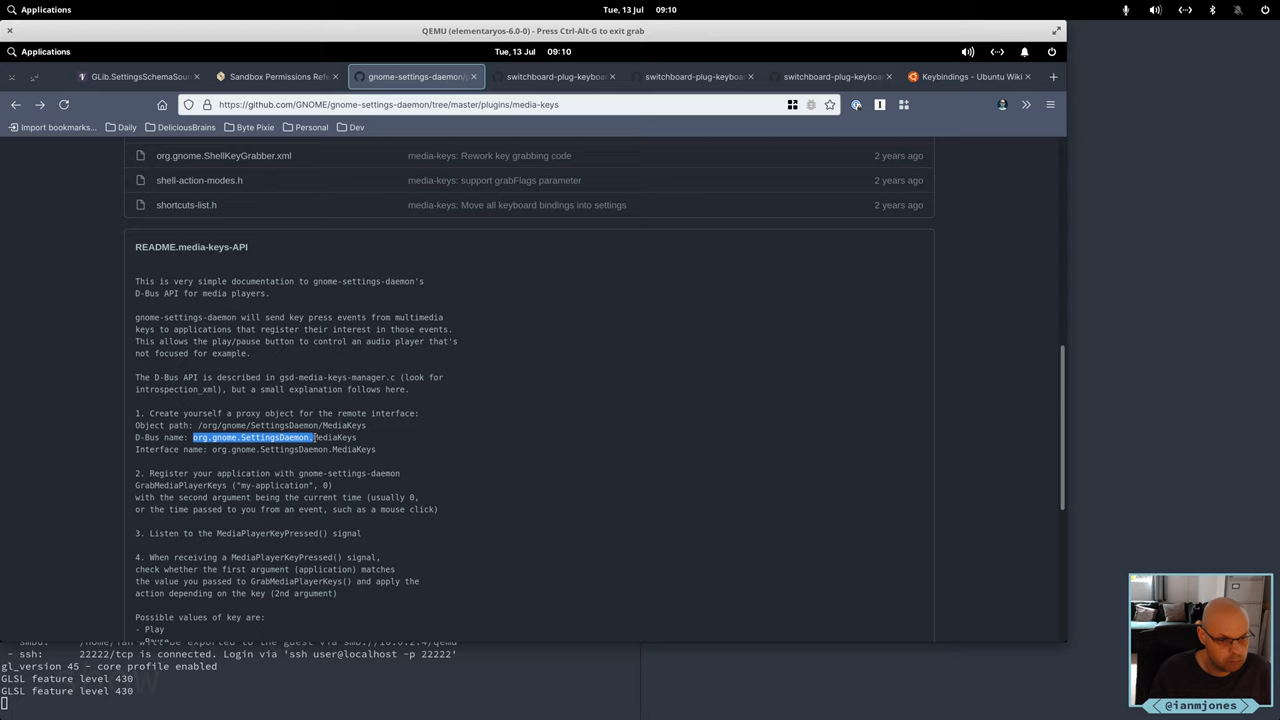 Applications
Tue, 13 Jul 09:10
QEMU (elementaryos-6.0-0) - Press Ctrl-Alt-G to exit grab
Applications
Tue, 13 Jul 09:10
GLib.SettingsSchemaSour
Sandbox Permissions Refe
gnome-settings-daemon/
switchboard-plug-keyboa
switchboard-plug-keyboa
switchboard-plug-keyboa
Keybindings - Ubuntu Wiki
https://github.com/GNOME/gnome-settings-daemon/tree/master/plugins/media-keys
Import bookmarks...
Daily
DeliciousBrains
Byte Pixie
Personal
Dev
org.gnome.ShellKeyGrabber.xml media-keys: Rework key grabbing code 2 years ago
shell-action-modes.h media-keys: support grabFlags parameter 2 years ago
shortcuts-list.h media-keys: Move all keyboard bindings into settings 2 years ago
README.media-keys-API
This is very simple documentation to gnome-settings-daemon's
D-Bus API for media players.
gnome-settings-daemon will send key press events from multimedia
keys to applications that register their interest in those events.
This allows the play/pause button to control an audio player that's
not focused for example.
The D-Bus API is described in gsd-media-keys-manager.c (look for
introspection_xml), but a small explanation follows here.
1. Create yourself a proxy object for the remote interface:
Object path: /org/gnome/SettingsDaemon/MediaKeys
D-Bus name: org.gnome.SettingsDaemon.MediaKeys
Interface name: org.gnome.SettingsDaemon.MediaKeys
2. Register your application with gnome-settings-daemon
GrabMediaPlayerKeys ("my-application", 0)
with the second argument being the current time (usually 0,
or the time passed to you from an event, such as a mouse click)
3. Listen to the MediaPlayerKeyPressed() signal
4. When receiving a MediaPlayerKeyPressed() signal,
check whether the first argument (application) matches
the value you passed to GrabMediaPlayerKeys() and apply the
action depending on the key (2nd argument)
Possible values of key are:
- Play
- ssh: 22222/tcp is connected. Login via 'ssh user@localhost -p 22222'
gl_version 45 - core profile enabled
GLSL feature level 430
GLSL feature level 430
@ianmjones